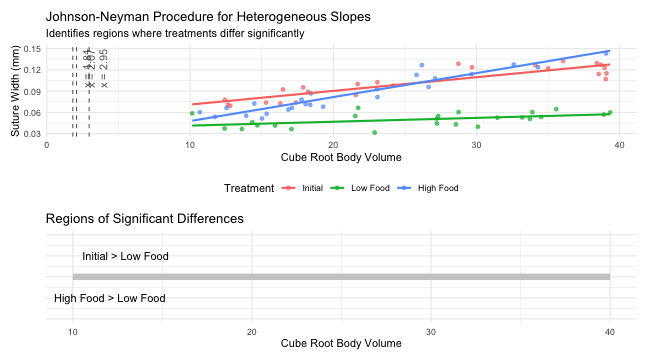 Johnson-Neyman Procedure for Heterogeneous Slopes
Identifies regions where treatments differ significantly
Suture Width (mm)
0.15
0.12
0.09
0.06
0.03
x = 2.95
0 10 20 30 40
Cube Root Body Volume
Treatment Initial Low Food High Food
Regions of Significant Differences
Initial > Low Food
High Food > Low Food
10 20 30 40
Cube Root Body Volume